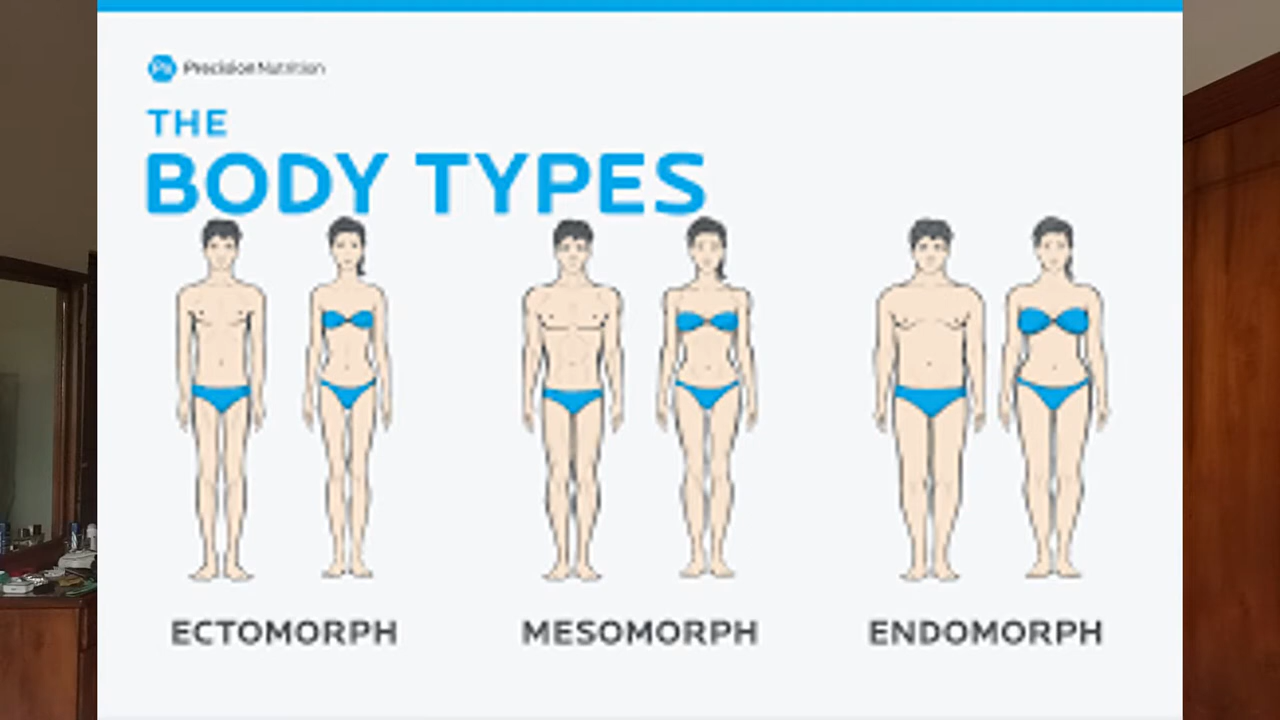 Precision Nutrition
THE
BODY TYPES
ECTOMORPH
MESOMORPH
ENDOMORPH